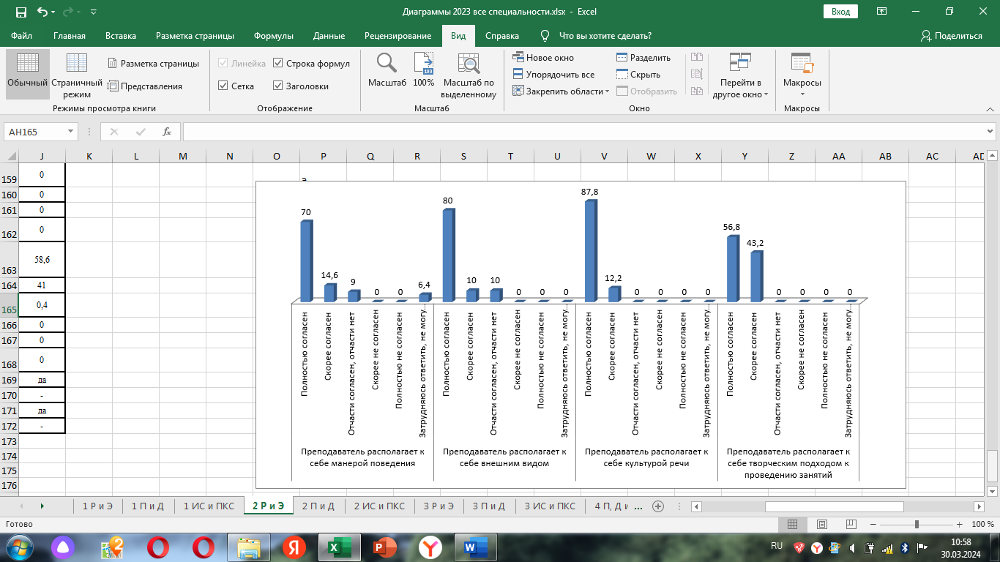 Диаграммы 2023 все специальности.xlsx - Excel
Вход
Файл Главная Вставка Разметка страницы Формулы Данные Рецензирование Вид Справка Что вы хотите сделать? Поделиться
Обычный
Страничный режим
Разметка страницы
Представления
Режимы просмотра книги
Линейка
Строка формул
Сетка
Заголовки
Отображение
Масштаб
100
100%
Масштаб по выделенному
Масштаб
Новое окно
Упорядочить все
Закрепить области
Разделить
Скрыть
Отобразить
Перейти в другое окно
Окно
Макросы
Макросы
AH165
fx
J K L M N O P Q R S T U V W X Y Z AA AB AC AD
159 0
160 0
161 0
162 0
163 58,6
164 41
165 0,4
166 0
167 0
168 0
169 да
170 -
171 да
172 -
173
174
175
176
70 14,6 9 0 0 6,4
80 10 10 0 0 0
87,8 12,2 0 0 0 0
56,8 43,2 0 0 0 0
Полностью согласен
Скорее согласен
Отчасти согласен, отчасти нет
Скорее не согласен
Полностью не согласен
Затрудняюсь ответить, не могу...
Полностью согласен
Скорее согласен
Отчасти согласен, отчасти нет
Скорее не согласен
Полностью не согласен
Затрудняюсь ответить, не могу...
Полностью согласен
Скорее согласен
Отчасти согласен, отчасти нет
Скорее не согласен
Полностью не согласен
Затрудняюсь ответить, не могу...
Полностью согласен
Скорее согласен
Отчасти согласен, отчасти нет
Скорее не согласен
Полностью не согласен
Затрудняюсь ответить, не могу...
Преподаватель располагает к
себе манерой поведения
Преподаватель располагает к
себе внешним видом
Преподаватель располагает к
себе культурой речи
Преподаватель располагает к
себе творческим подходом к
проведению занятий
1 Р и Э 1 П и Д 1 ИС и ПКС 2 Р и Э 2 П и Д 2 ИС и ПКС 3 Р и Э 3 П и Д 3 ИС и ПКС 4 П, Д и ...
Готово
100 %
2
Я
RU
10:58
30.03.2024